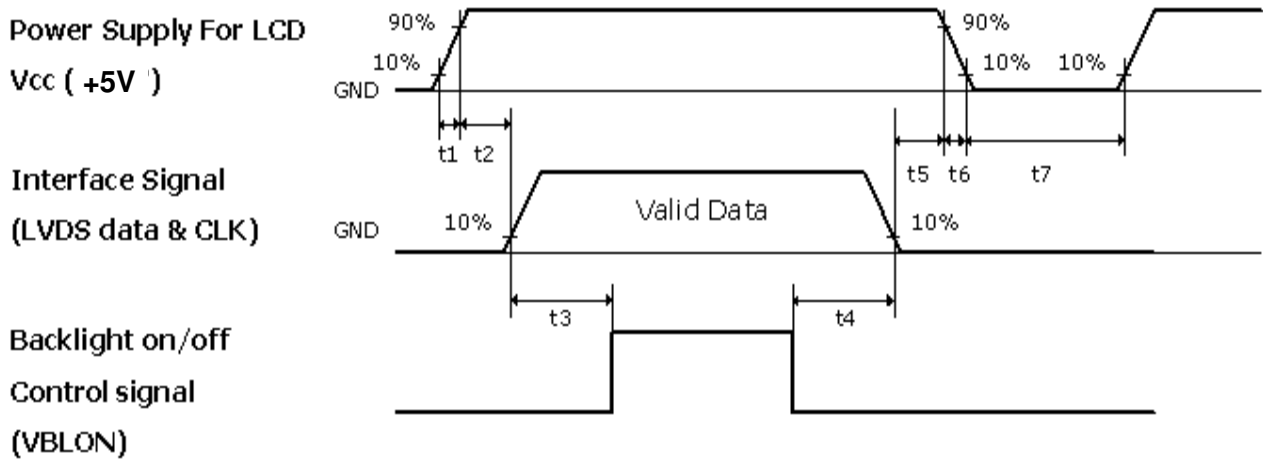 Power Supply For LCD
Vcc ( +5V )
90%
10%
GND
90%
10%
10%
t1
t2
t5
t6
t7
Interface Signal
(LVDS data & CLK)
GND
10%
Valid Data
10%
t3
t4
Backlight on/off
Control signal
(VBLON)